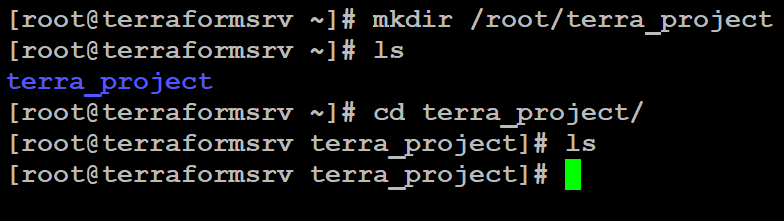 [root@terraformsrv ~]# mkdir /root/terra_project
[root@terraformsrv ~]# ls
terra_project
[root@terraformsrv ~]# cd terra_project/
[root@terraformsrv terra_project]# ls
[root@terraformsrv terra_project]#